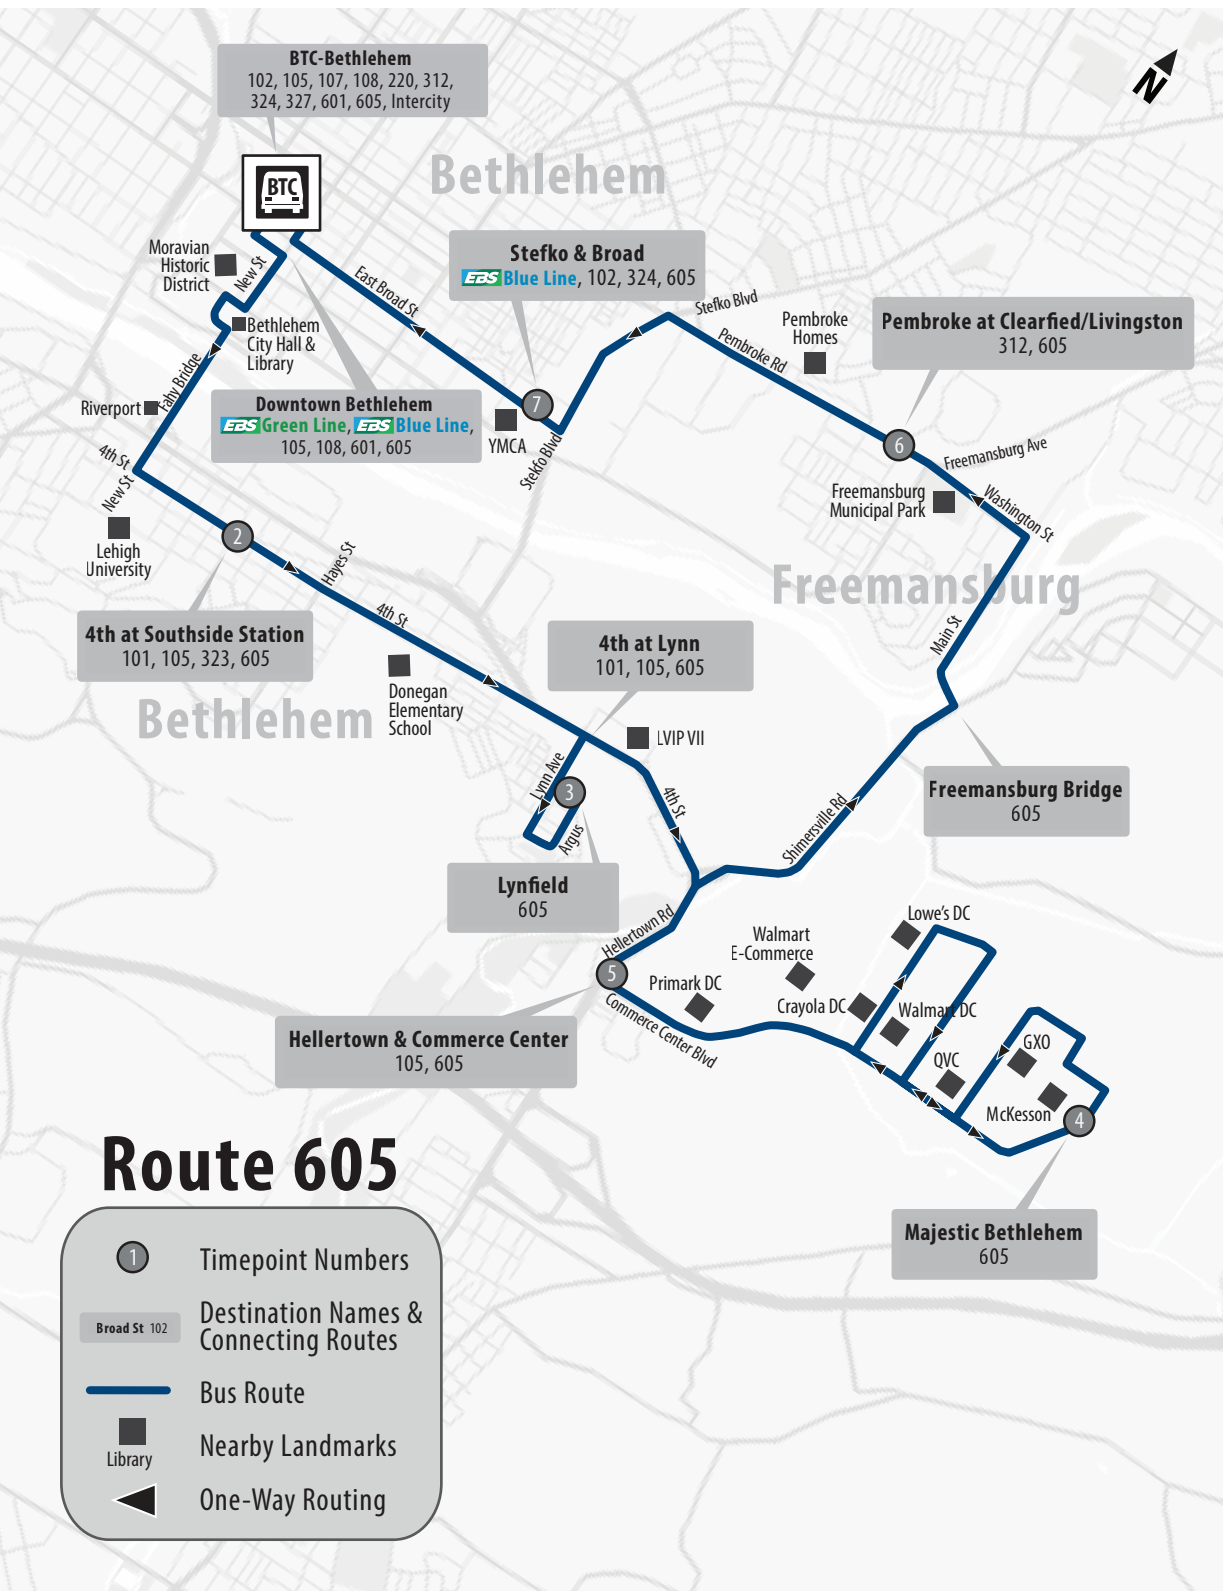 BTC-Bethlehem
102, 105, 107, 108, 220, 312,
324, 327, 601, 605, Intercity
N
Bethlehem
BTC
Moravian
Historic
District
New St
East Broad St
Stefko & Broad
EBS Blue Line, 102, 324, 605
Stefko Blvd
Pembroke Rd
Pembroke
Homes
Pembroke at Clearfied/Livingston
312, 605
Bethlehem
City Hall &
Library
Fahy Bridge
Riverport
Downtown Bethlehem
EBS Green Line, EBS Blue Line,
105, 108, 601, 605
7
YMCA
Stekfo Blvd
6
Freemansburg Ave
Freemansburg
Municipal Park
Washington St
4th St
New St
Lehigh
University
2
Hayes St
4th St
Freemansburg
Main St
4th at Southside Station
101, 105, 323, 605
4th at Lynn
101, 105, 605
Donegan
Elementary
School
Bethlehem
LVIP VII
Lynn Ave
3
Argus
4th St
Shimersville Rd
Freemansburg Bridge
605
Lynfield
605
Hellertown Rd
5
Commerce Center Blvd
Primark DC
Walmart
E-Commerce
Crayola DC
Lowe's DC
Walmart DC
QVC
GXO
McKesson
4
Hellertown & Commerce Center
105, 605
Majestic Bethlehem
605
Route 605
1
Timepoint Numbers
Broad St 102
Destination Names &
Connecting Routes
Bus Route
Library
Nearby Landmarks
One-Way Routing